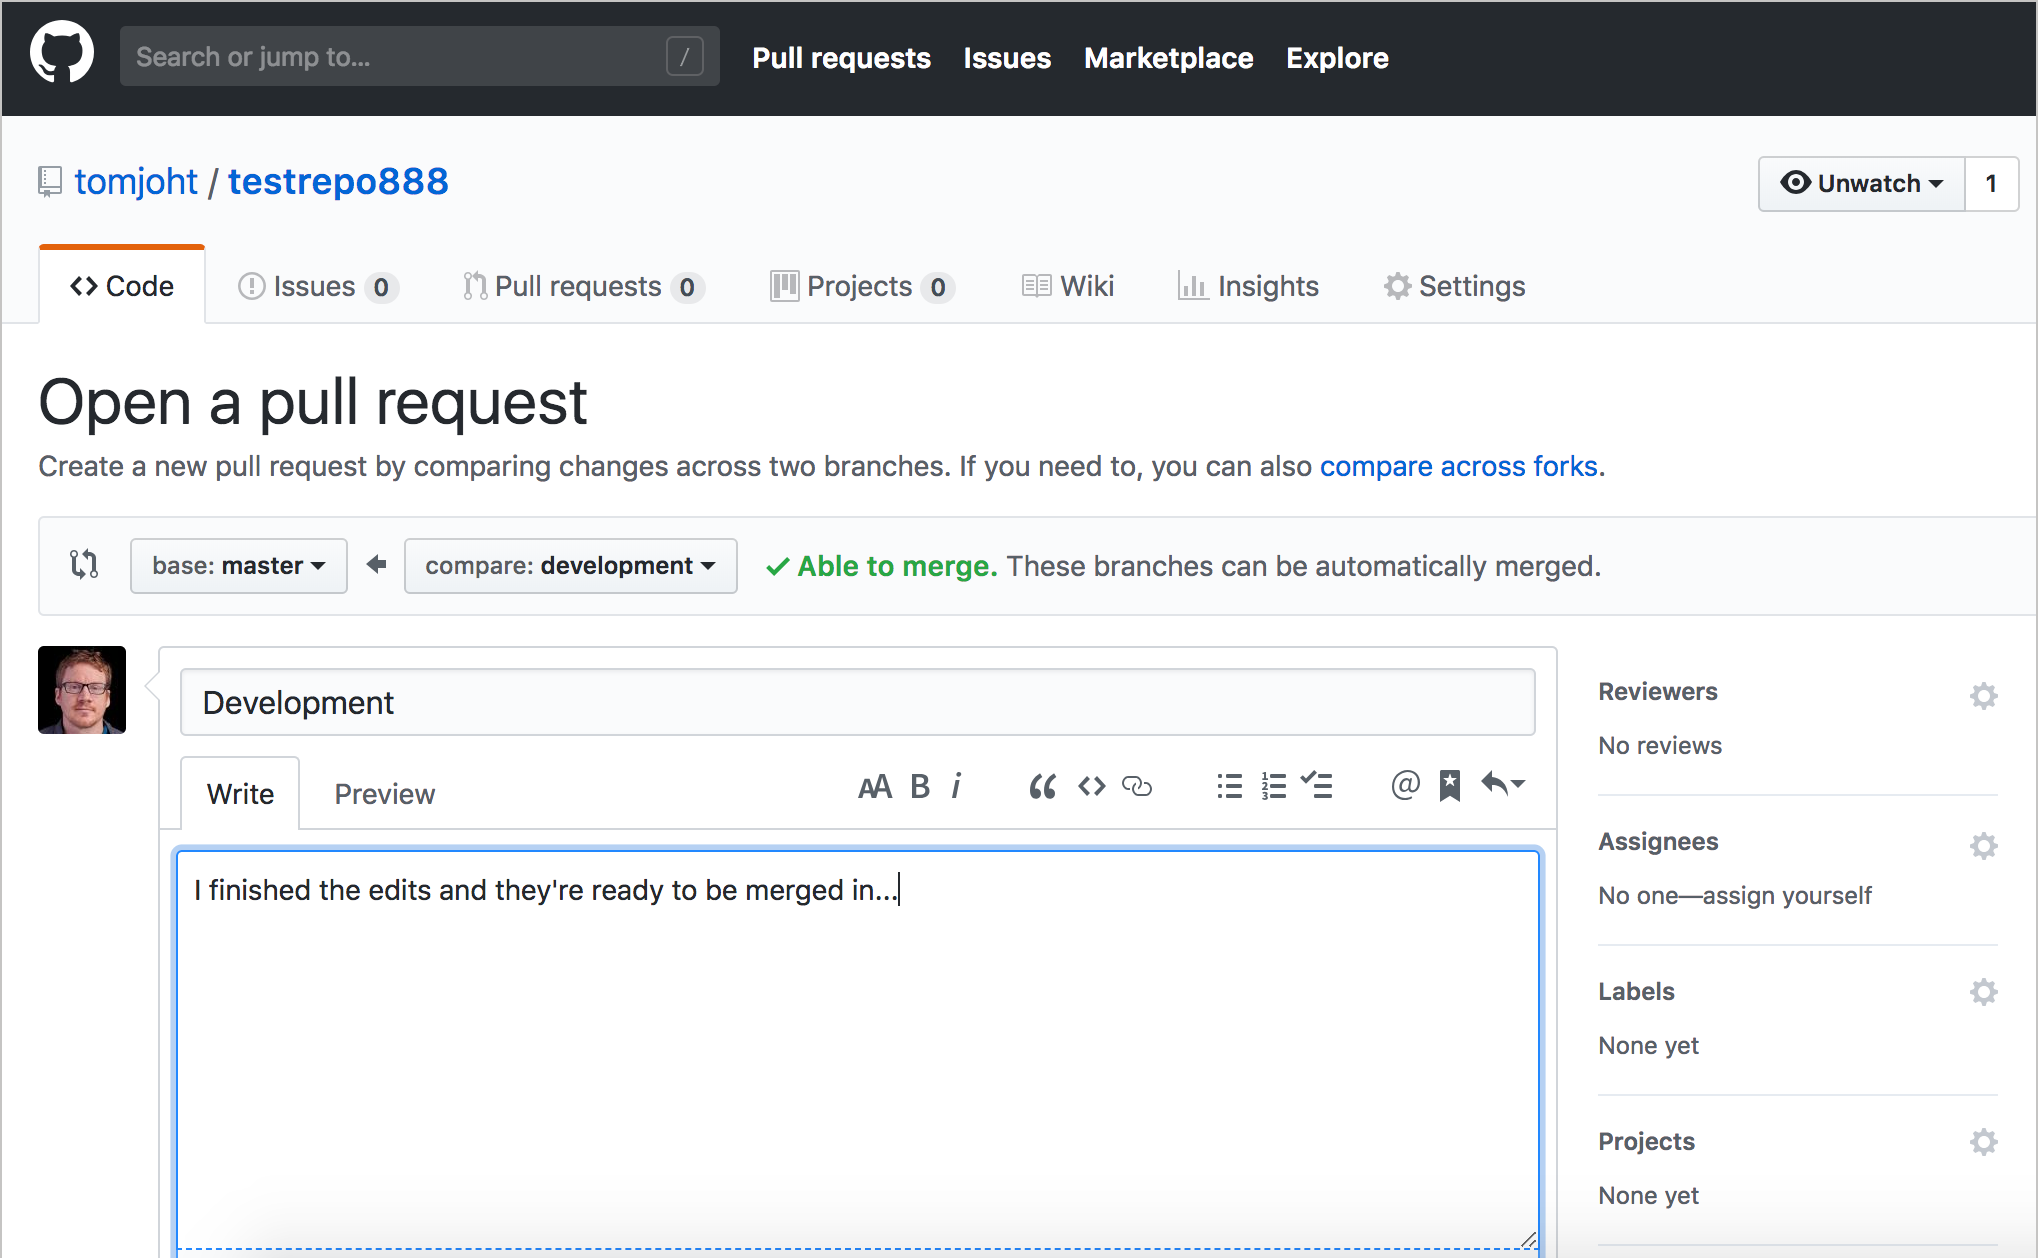 Search or jump to... /
Pull requests Issues Marketplace Explore
tomjoht / testrepo888
Unwatch 1
Code Issues 0 Pull requests 0 Projects 0 Wiki Insights Settings
Open a pull request
Create a new pull request by comparing changes across two branches. If you need to, you can also compare across forks.
base: master compare: development Able to merge. These branches can be automatically merged.
Development
Write Preview
AA B i “ <> @
I finished the edits and they're ready to be merged in...
Reviewers
No reviews
Assignees
No one—assign yourself
Labels
None yet
Projects
None yet